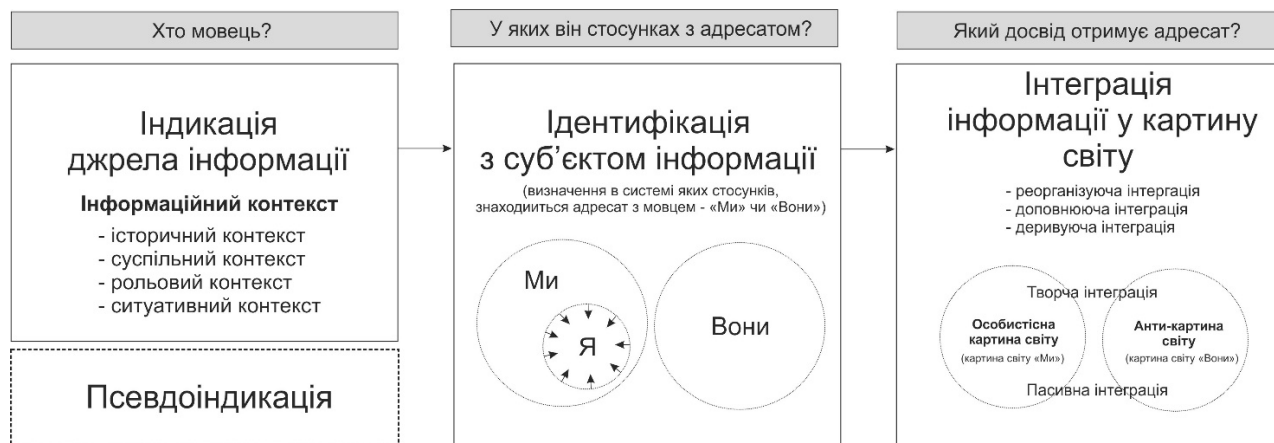 Хто мовець?
Індикація
джрела інформації
Інформаційний контекст
- історичний контекст
- суспільний контекст
- рольовий контекст
- ситуативний контекст
Псевдоіндикація
У яких він стосунках з адресатом?
Ідентифікація
з суб’єктом інформації
(визначення в системі яких стосунків,
знаходииться адресат з мовцем - «Ми» чи «Вони»)
Ми
Я
Вони
Який досвід отримує адресат?
Інтеграція
інформації у картину
світу
- реорганізуюча інтергація
- доповнююча інтеграція
- деривуюча інтеграція
Творча інтеграція
Особистісна
картина світу
(картина світу «Ми»)
Анти-картина
світу
(картина світу «Вони»)
Пасивна інтеграція